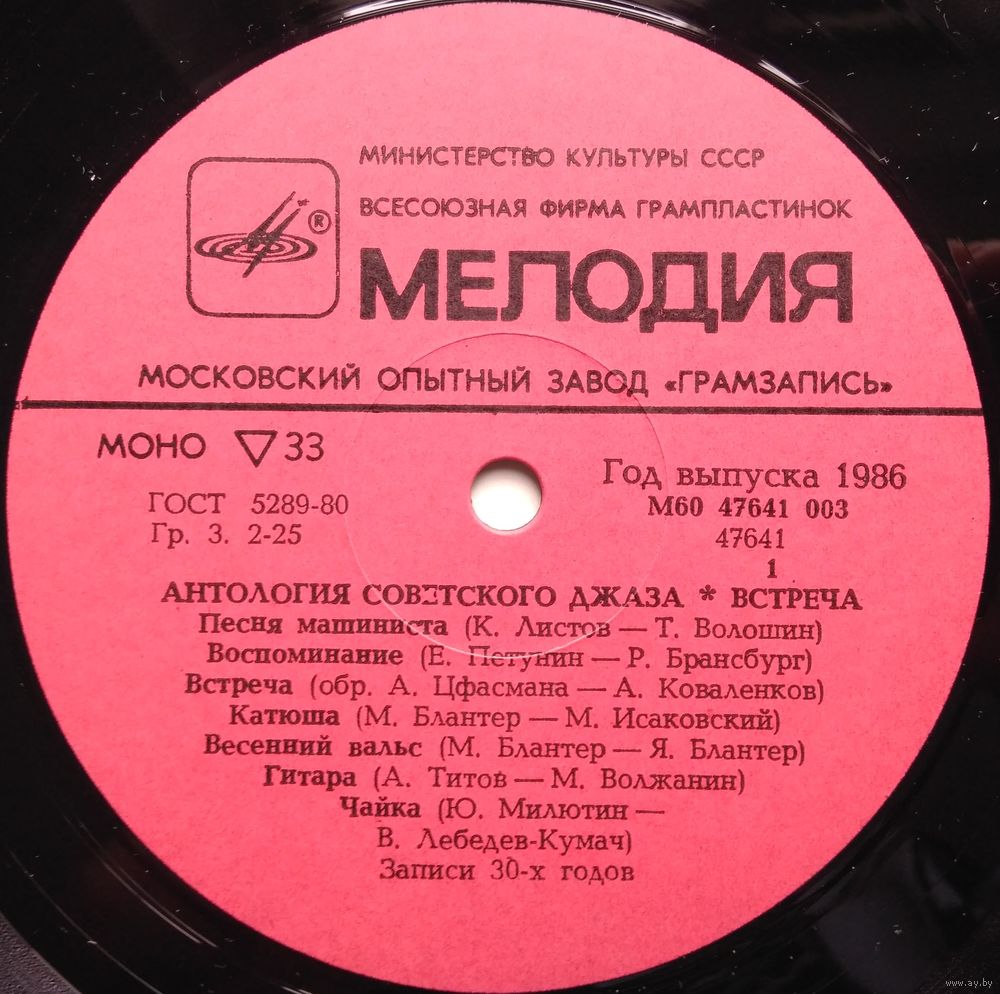 МИНИСТЕРСТВО КУЛЬТУРЫ СССР
ВСЕСОЮЗНАЯ ФИРМА ГРАМПЛАСТИНОК
®
МЕЛОДИЯ
МОСКОВСКИЙ ОПЫТНЫЙ ЗАВОД «ГРАМЗАПИСЬ»
МОНО ▽ 33
ГОСТ 5289-80
Гр. 3. 2-25
Год выпуска 1986
М60 47641 003
47641
1
АНТОЛОГИЯ СОВЕТСКОГО ДЖАЗА * ВСТРЕЧА
Песня машиниста (К. Листов — Т. Волошин)
Воспоминание (Е. Петунин — Р. Брансбург)
Встреча (обр. А. Цфасмана — А. Коваленков)
Катюша (М. Блантер — М. Исаковский)
Весенний вальс (М. Блантер — Я. Блантер)
Гитара (А. Титов — М. Волжанин)
Чайка (Ю. Милютин —
В. Лебедев-Кумач)
Записи 30-х годов
www.ay.by